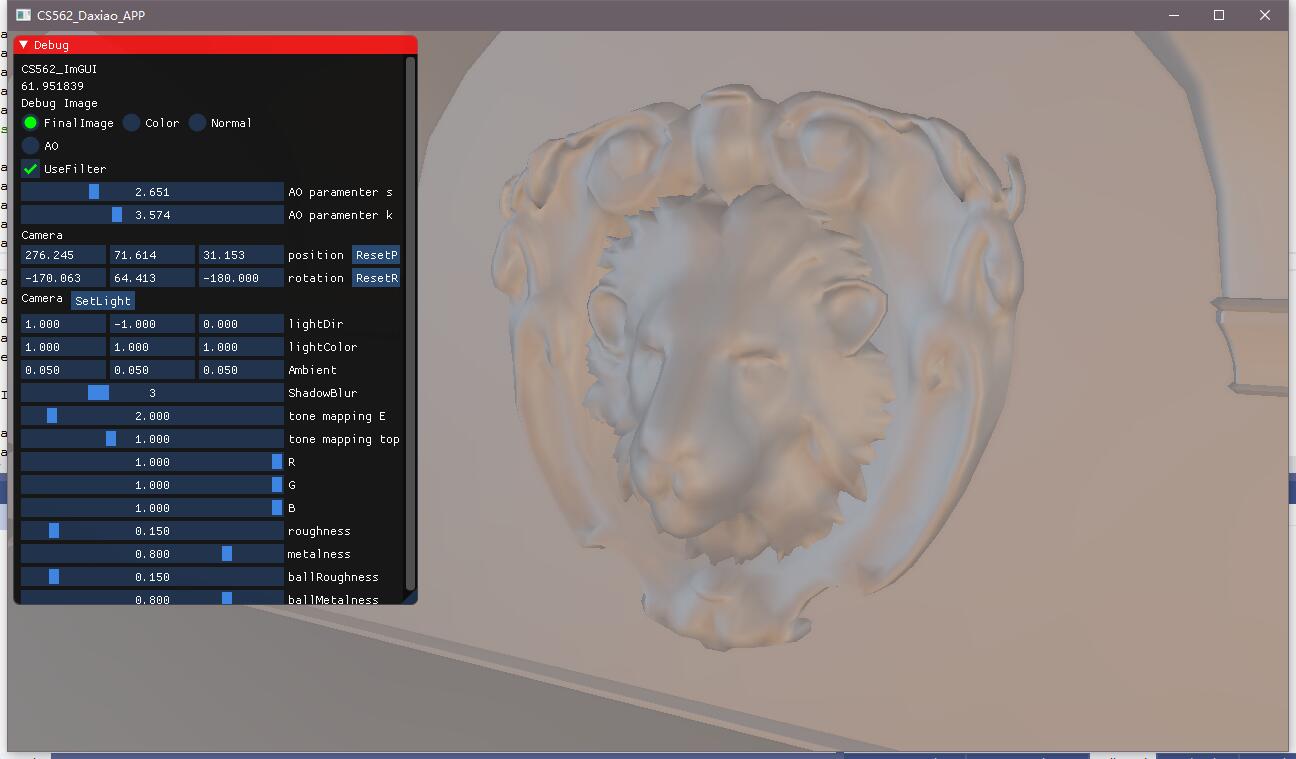 CS562_Daxiao_APP
Debug
CS562_ImGUI
61.951839
Debug Image
FinalImage Color Normal
AO
UseFilter
2.651 AO paramenter s
3.574 AO paramenter k
Camera
276.245 71.614 31.153 position ResetP
-170.063 64.413 -180.000 rotation ResetR
Camera SetLight
1.000 -1.000 0.000 lightDir
1.000 1.000 1.000 lightColor
0.050 0.050 0.050 Ambient
3 ShadowBlur
2.000 tone mapping E
1.000 tone mapping top
1.000 R
1.000 G
1.000 B
0.150 roughness
0.800 metalness
0.150 ballRoughness
0.800 ballMetalness